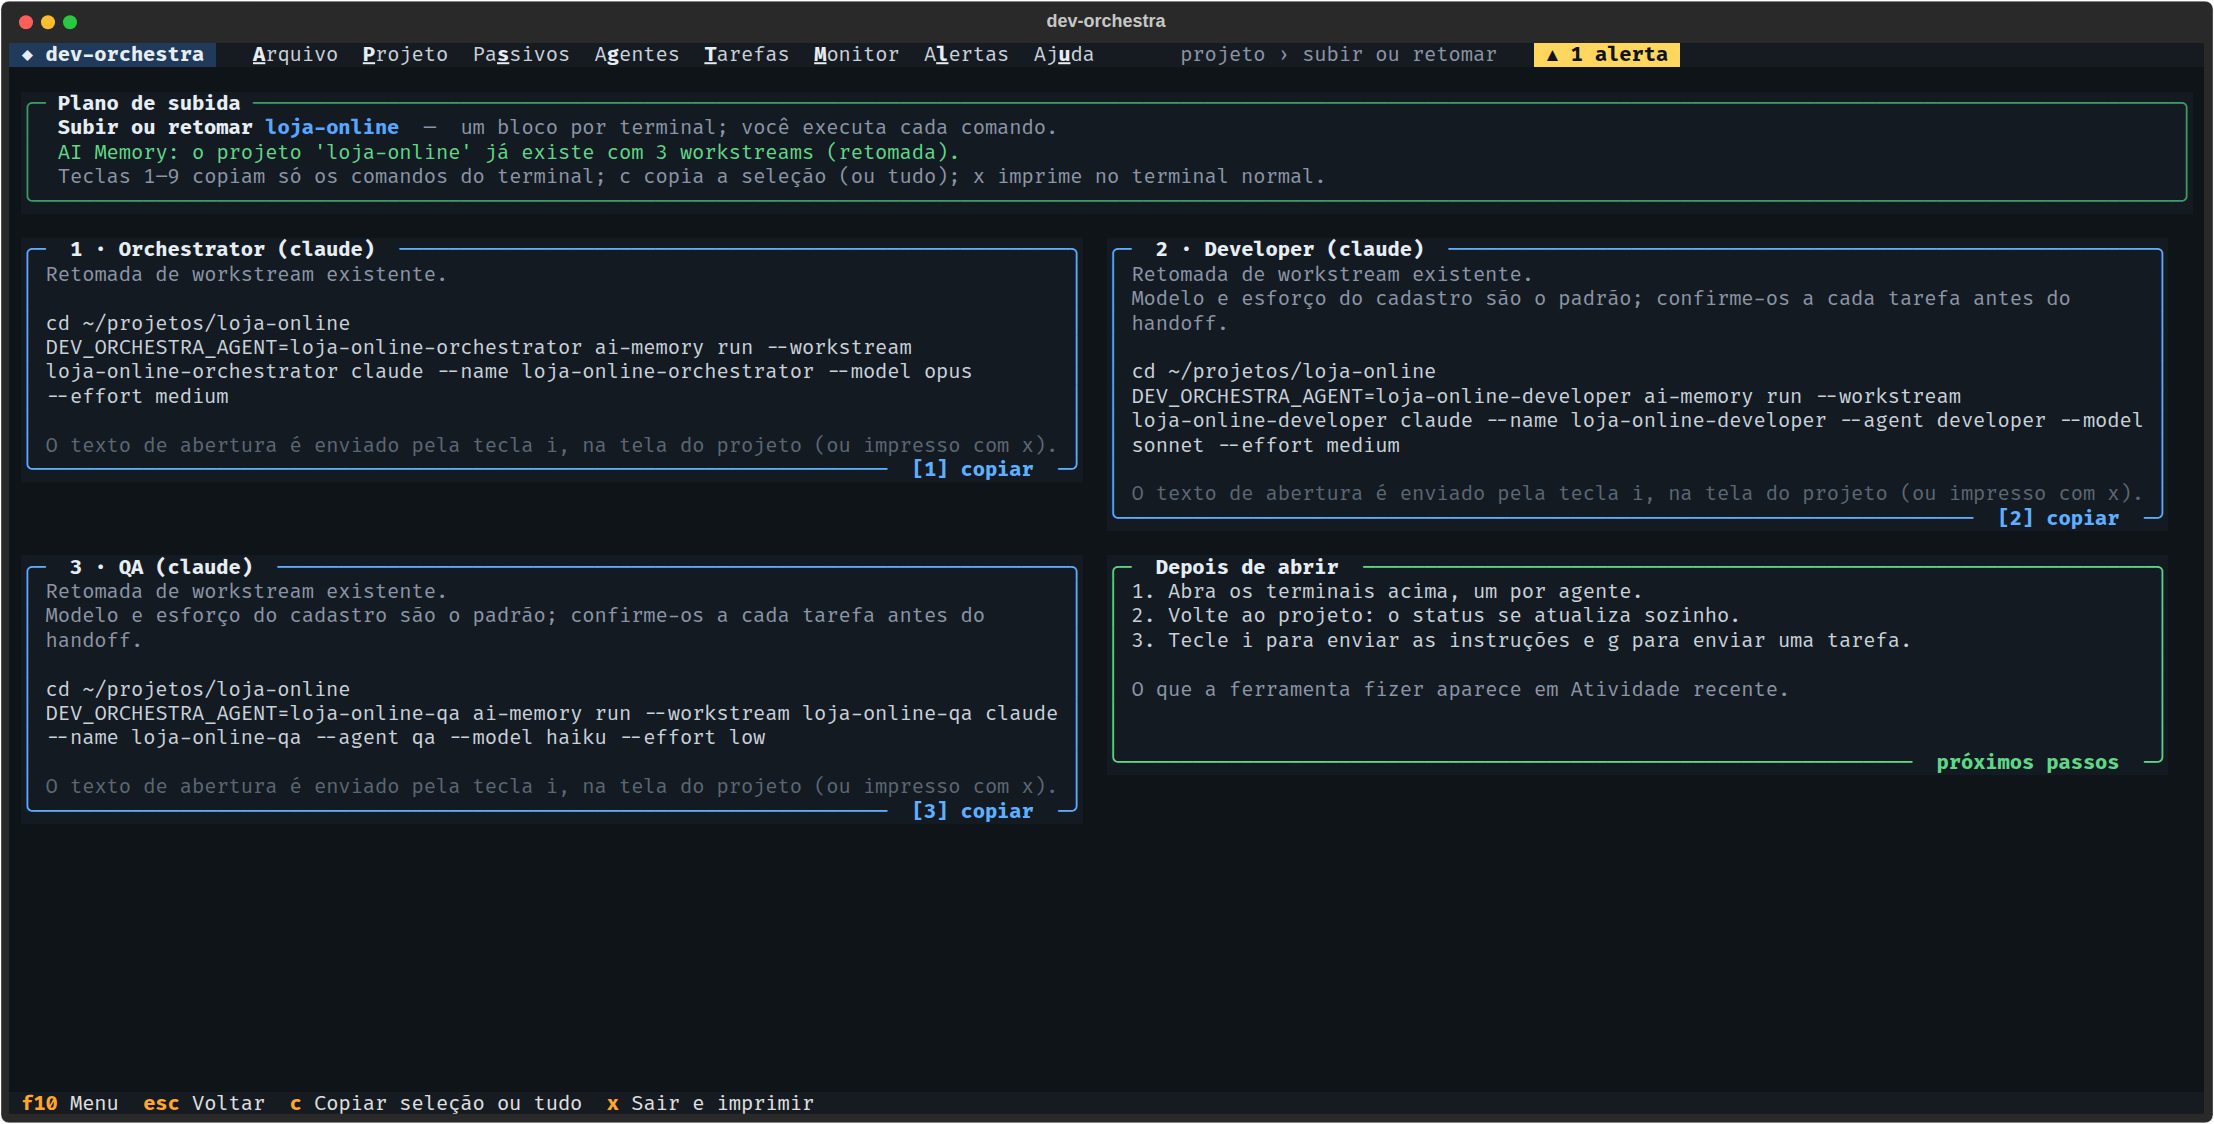 dev-orchestra
◆ dev-orchestra Arquivo Projeto Passivos Agentes Tarefas Monitor Alertas Ajuda projeto › subir ou retomar ▲ 1 alerta
Plano de subida
Subir ou retomar loja-online — um bloco por terminal; você executa cada comando.
AI Memory: o projeto 'loja-online' já existe com 3 workstreams (retomada).
Teclas 1–9 copiam só os comandos do terminal; c copia a seleção (ou tudo); x imprime no terminal normal.
1 · Orchestrator (claude)
Retomada de workstream existente.
cd ~/projetos/loja-online
DEV_ORCHESTRA_AGENT=loja-online-orchestrator ai-memory run --workstream
loja-online-orchestrator claude --name loja-online-orchestrator --model opus
--effort medium
O texto de abertura é enviado pela tecla i, na tela do projeto (ou impresso com x).
[1] copiar
2 · Developer (claude)
Retomada de workstream existente.
Modelo e esforço do cadastro são o padrão; confirme-os a cada tarefa antes do
handoff.
cd ~/projetos/loja-online
DEV_ORCHESTRA_AGENT=loja-online-developer ai-memory run --workstream
loja-online-developer claude --name loja-online-developer --agent developer --model
sonnet --effort medium
O texto de abertura é enviado pela tecla i, na tela do projeto (ou impresso com x).
[2] copiar
3 · QA (claude)
Retomada de workstream existente.
Modelo e esforço do cadastro são o padrão; confirme-os a cada tarefa antes do
handoff.
cd ~/projetos/loja-online
DEV_ORCHESTRA_AGENT=loja-online-qa ai-memory run --workstream loja-online-qa claude
--name loja-online-qa --agent qa --model haiku --effort low
O texto de abertura é enviado pela tecla i, na tela do projeto (ou impresso com x).
[3] copiar
Depois de abrir
1. Abra os terminais acima, um por agente.
2. Volte ao projeto: o status se atualiza sozinho.
3. Tecle i para enviar as instruções e g para enviar uma tarefa.
O que a ferramenta fizer aparece em Atividade recente.
próximos passos
f10 Menu esc Voltar c Copiar seleção ou tudo x Sair e imprimir